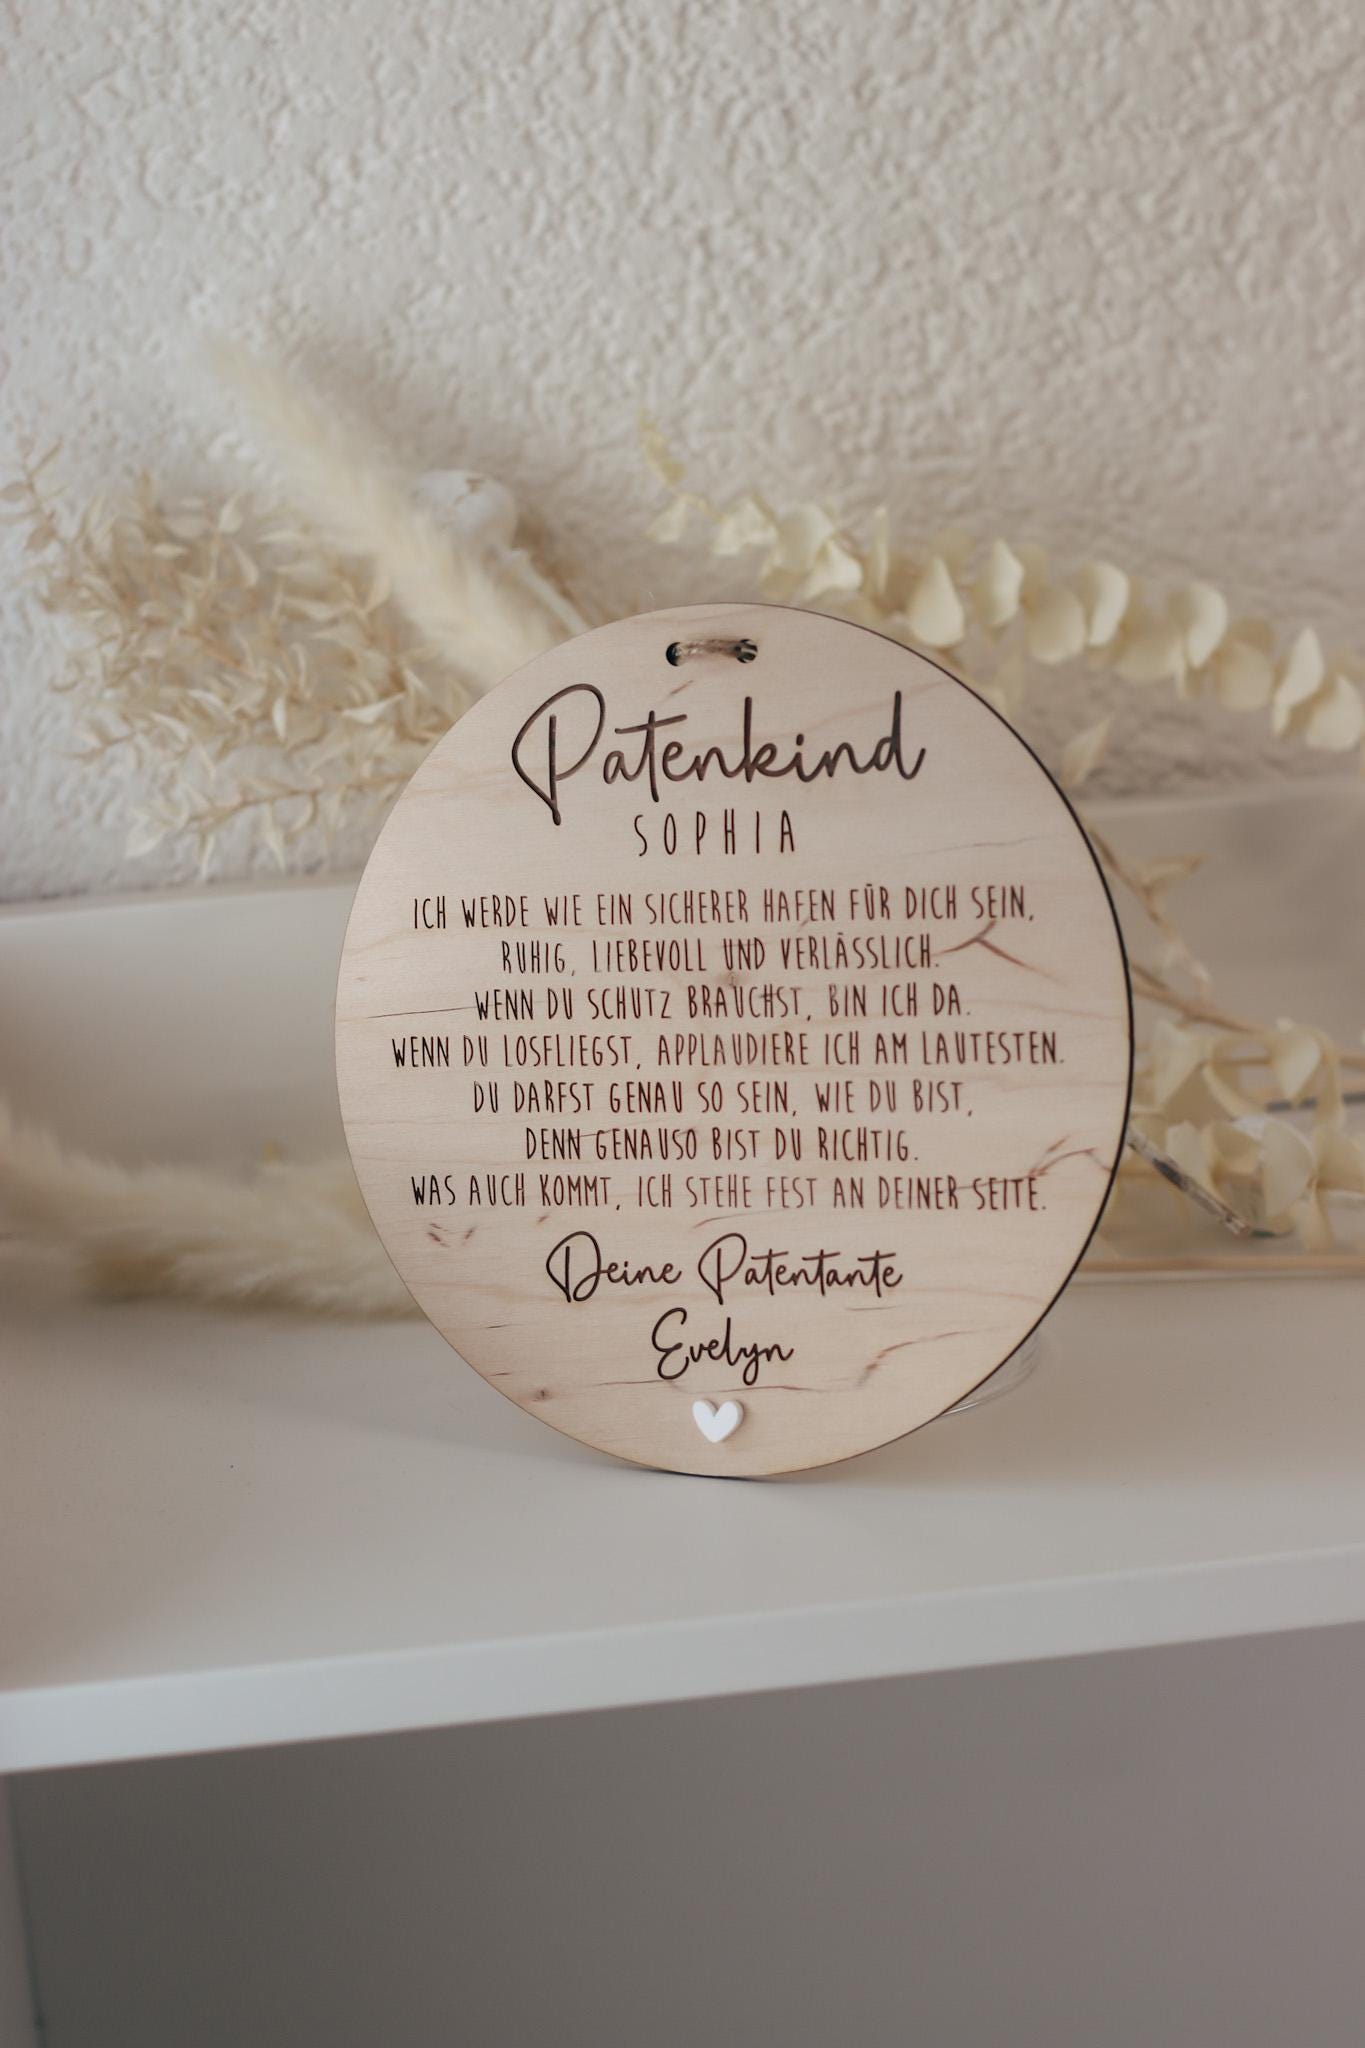 Patenkind
SOPHIA
ICH WERDE WIE EIN SICHERER HAFEN FÜR DICH SEIN,
RUHIG, LIEBEVOLL UND VERLÄSSLICH.
WENN DU SCHUTZ BRAUCHST, BIN ICH DA.
WENN DU LOSFLIEGST, APPLAUDIERE ICH AM LAUTESTEN.
DU DARFST GENAU SO SEIN, WIE DU BIST,
DENN GENAUSO BIST DU RICHTIG.
WAS AUCH KOMMT, ICH STEHE FEST AN DEINER SEITE.
Deine Patentante
Evelyn